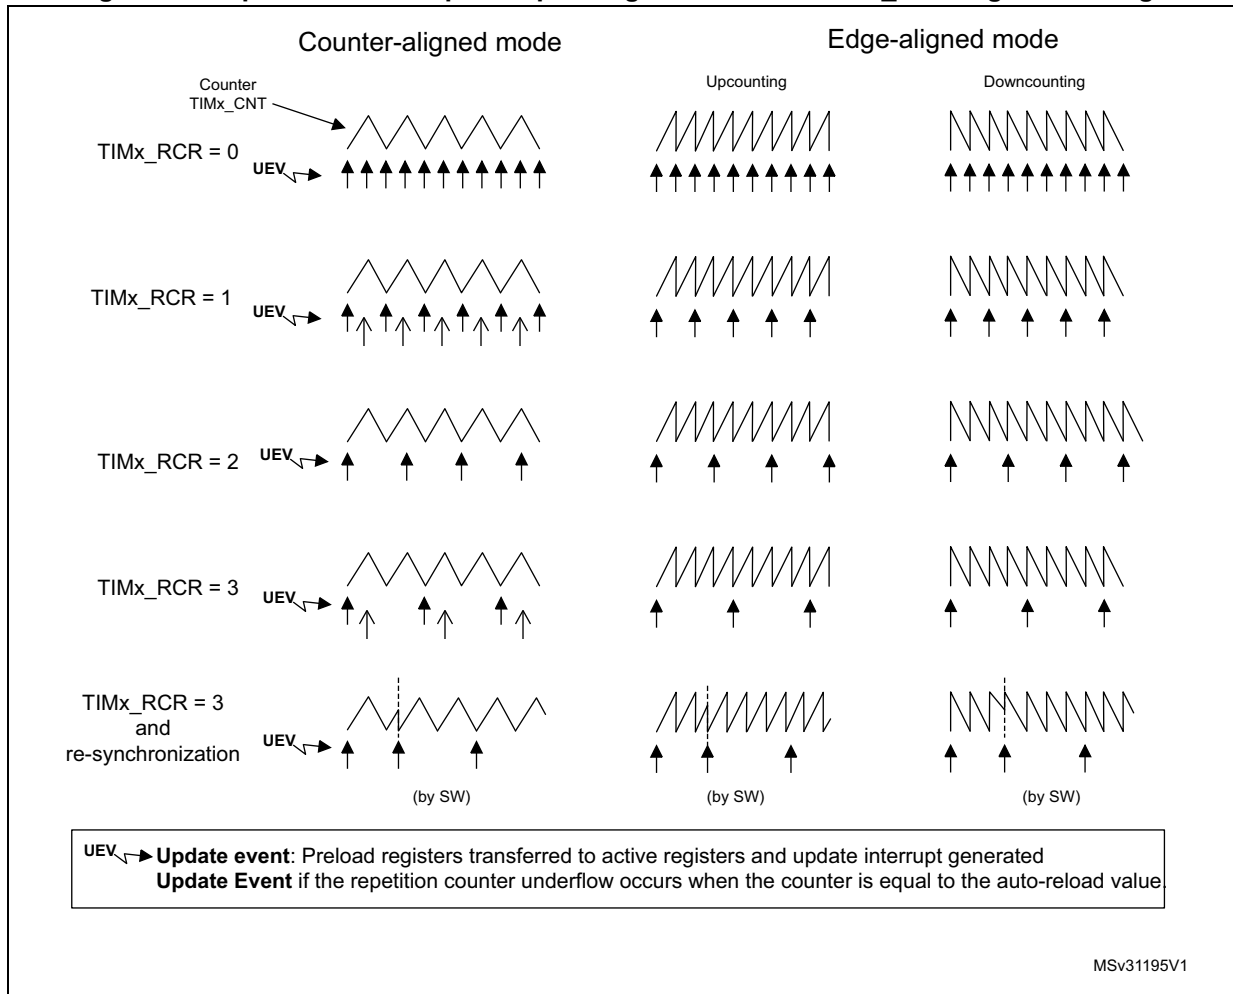 Counter-aligned mode
Edge-aligned mode
Counter
TIMx_CNT
Upcounting
Downcounting
TIMx_RCR = 0
UEV
TIMx_RCR = 1
UEV
TIMx_RCR = 2
UEV
TIMx_RCR = 3
UEV
TIMx_RCR = 3
and
re-synchronization
UEV
(by SW)
(by SW)
(by SW)
UEV Update event: Preload registers transferred to active registers and update interrupt generated
Update Event if the repetition counter underflow occurs when the counter is equal to the auto-reload value.
MSv31195V1